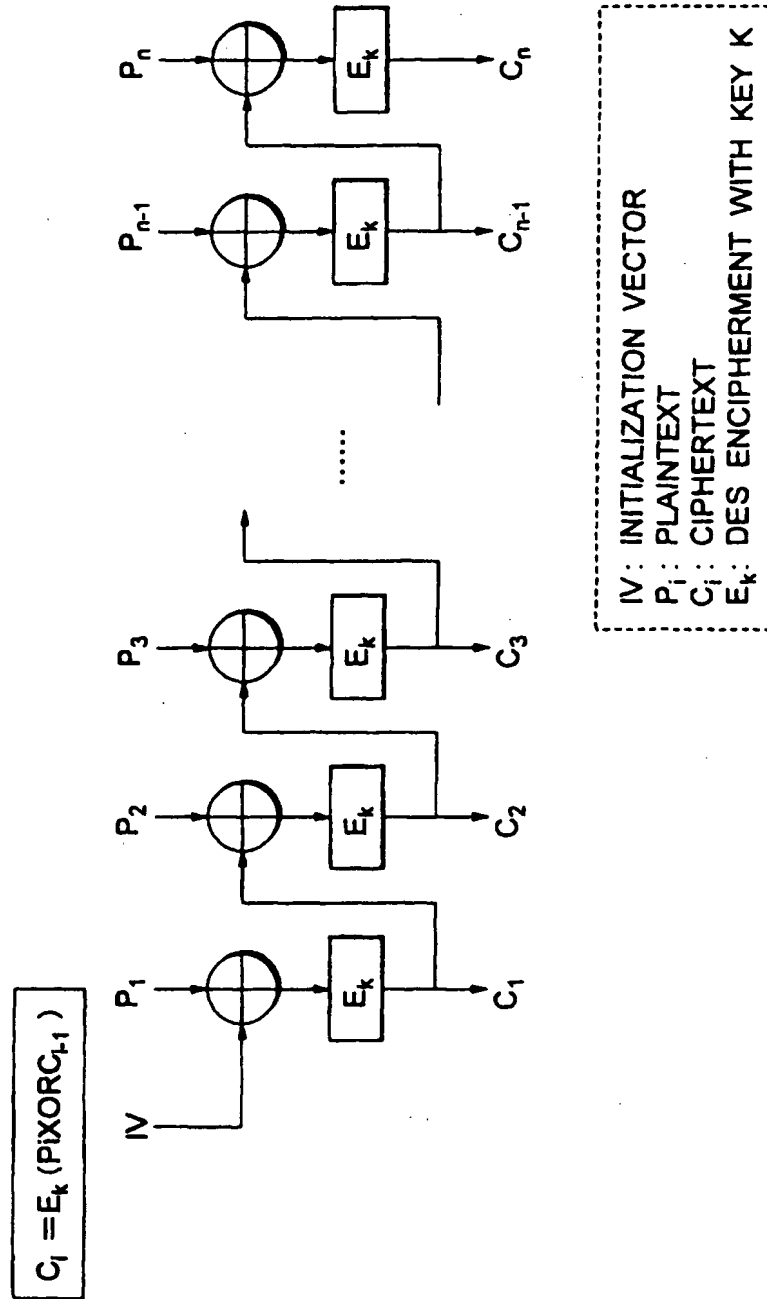 C_i = E_k (PiXORC_i-1)
IV P_1 P_2 P_3 ...... P_n-1 P_n
E_k E_k E_k E_k E_k
C_1 C_2 C_3 C_n-1 C_n
IV : INITIALIZATION VECTOR
P_i : PLAINTEXT
C_i : CIPHERTEXT
E_k : DES ENCIPHERMENT WITH KEY K